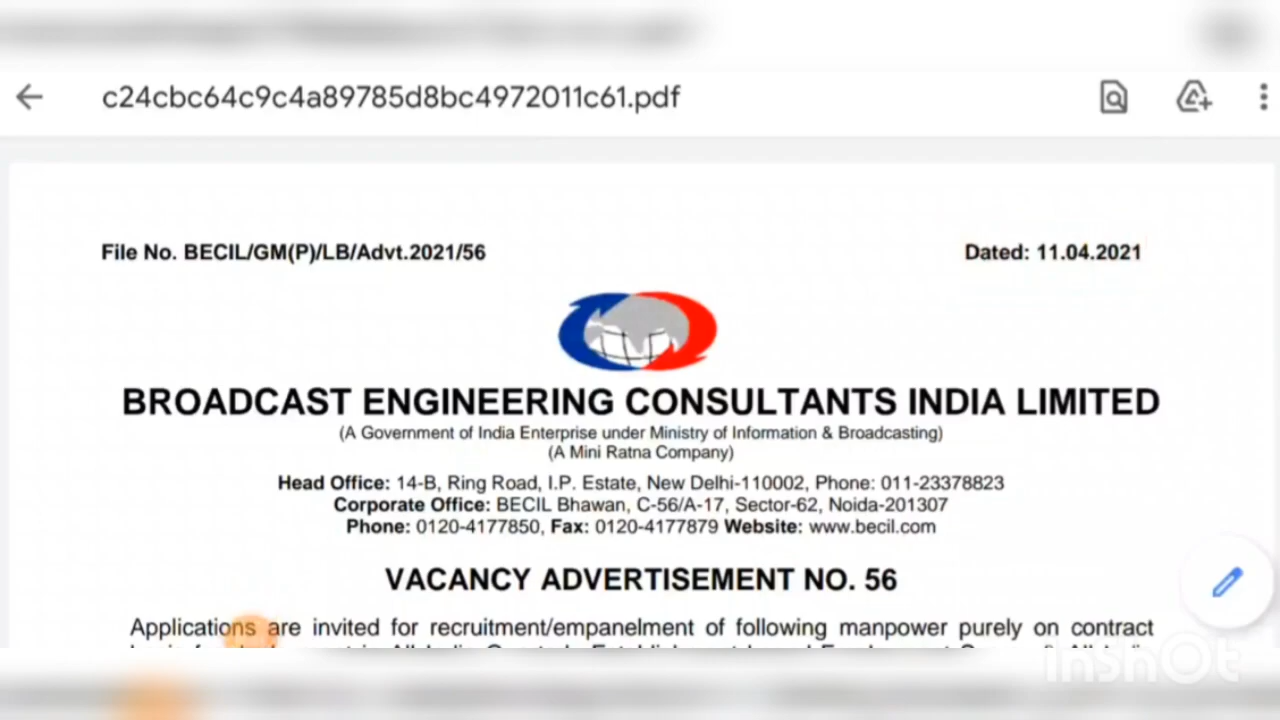 c24cbc64c9c4a89785d8bc4972011c61.pdf
File No. BECIL/GM(P)/LB/Advt.2021/56 Dated: 11.04.2021
BROADCAST ENGINEERING CONSULTANTS INDIA LIMITED
(A Government of India Enterprise under Ministry of Information & Broadcasting)
(A Mini Ratna Company)
Head Office: 14-B, Ring Road, I.P. Estate, New Delhi-110002, Phone: 011-23378823
Corporate Office: BECIL Bhawan, C-56/A-17, Sector-62, Noida-201307
Phone: 0120-4177850, Fax: 0120-4177879 Website: www.becil.com
VACANCY ADVERTISEMENT NO. 56
Applications are invited for recruitment/empanelment of following manpower purely on contract
InShOt